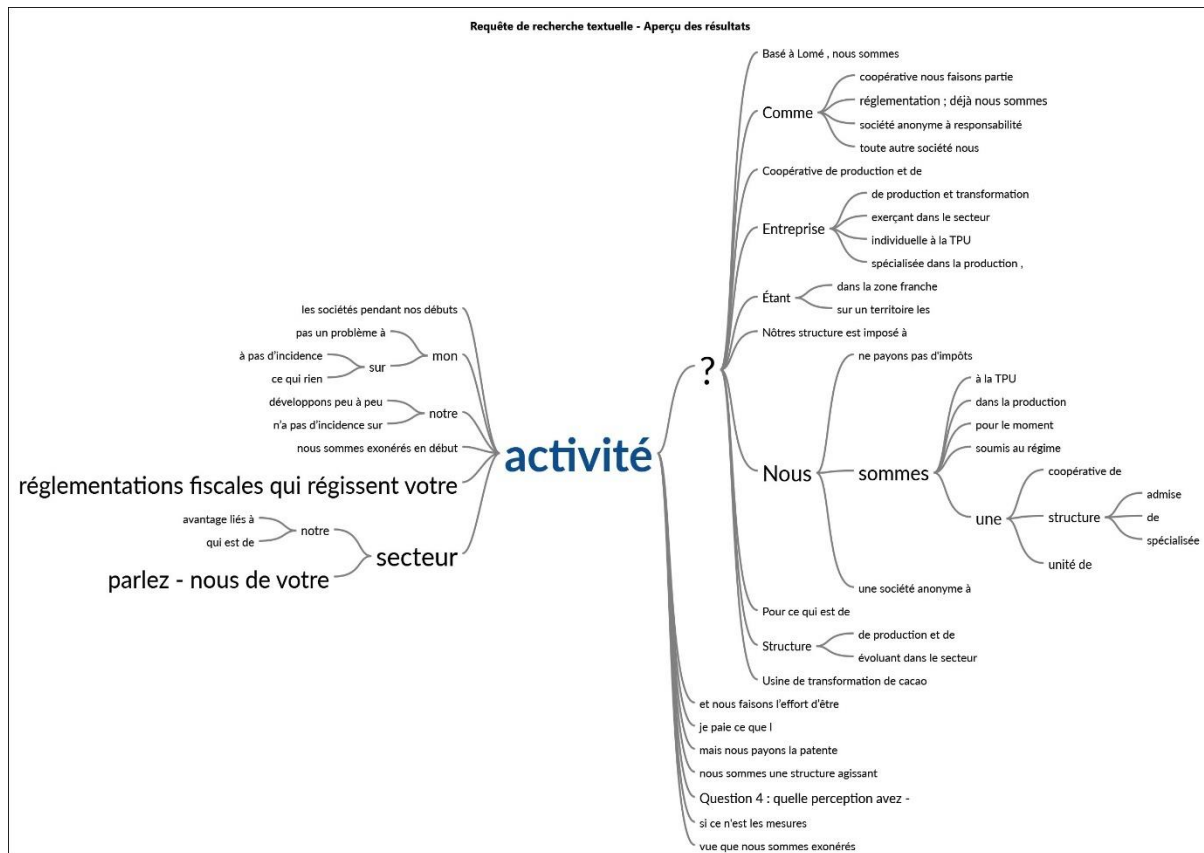 Requête de recherche textuelle - Aperçu des résultats
les sociétés pendant nos débuts
pas un problème à
mon
à pas d'incidence
sur
ce qui rien
développons peu à peu
notre
n'a pas d'incidence sur
nous sommes exonérés en début
réglementations fiscales qui régissent votre
avantage liés à
notre
qui est de
secteur
parlez - nous de votre
activité
?
Basé à Lomé , nous sommes
Comme
coopérative nous faisons partie
réglementation ; déjà nous sommes
société anonyme à responsabilité
toute autre société nous
Coopérative de production et de
Entreprise
de production et transformation
exerçant dans le secteur
individuelle à la TPU
spécialisée dans la production ,
Étant
dans la zone franche
sur un territoire les
Nôtres structure est imposé à
Nous
ne payons pas d'impôts
sommes
à la TPU
dans la production
pour le moment
soumis au régime
une
coopérative de
structure
admise
de
spécialisée
unité de
une société anonyme à
Pour ce qui est de
Structure
de production et de
évoluant dans le secteur
Usine de transformation de cacao
et nous faisons l'effort d'être
je paie ce que l
mais nous payons la patente
nous sommes une structure agissant
Question 4 : quelle perception avez -
si ce n'est les mesures
vue que nous sommes exonérés